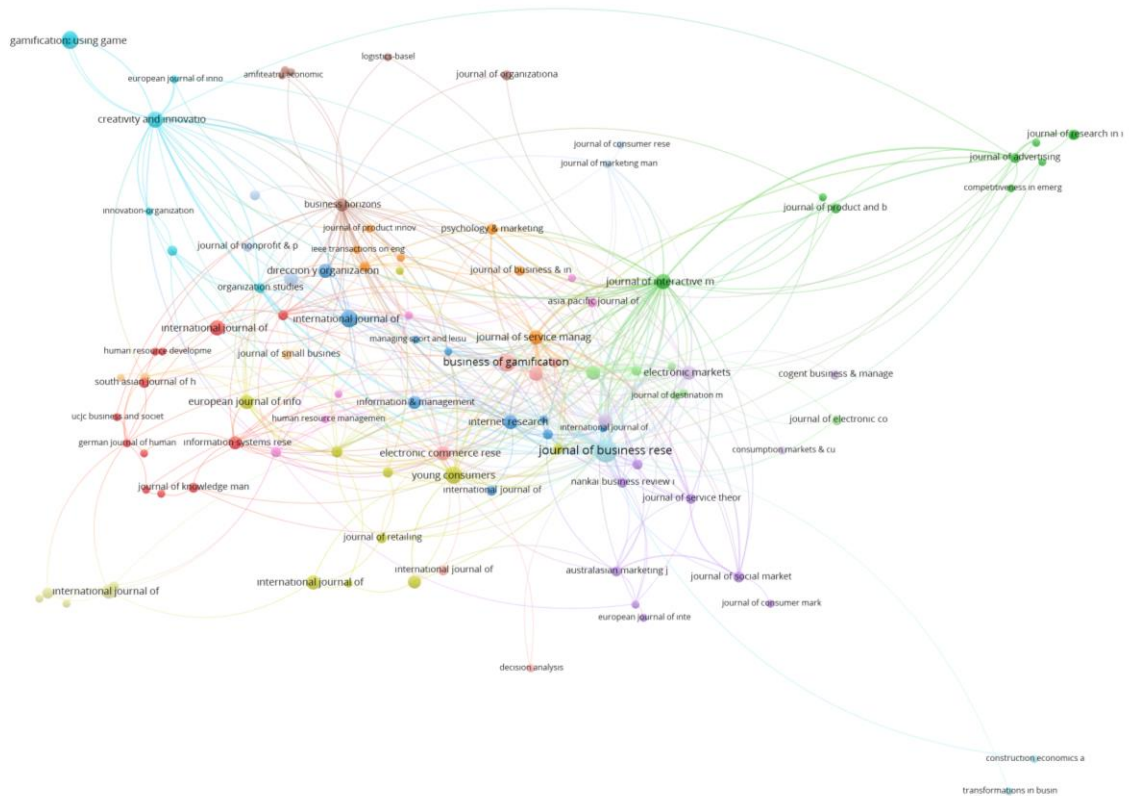 gamification: using game
logistics-basel
european journal of inno
amfiteatru economic
journal of organizationa
creativity and innovatio
journal of research in i
journal of consumer rese
journal of advertising
journal of marketing man
competitiveness in emerg
business horizons
innovation-organization
journal of product and b
journal of product innov
psychology & marketing
journal of nonprofit & p
ieee transactions on eng
direccion y organizacion
journal of business & in
journal of interactive m
organization studies
asia pacific journal of
international journal of
international journal of
managing sport and leisu
journal of service manag
human resource developme
journal of small busines
business of gamification
electronic markets
cogent business & manage
south asian journal of h
european journal of info
information & management
journal of destination m
ucjc business and societ
human resource managemen
internet research
international journal of
journal of electronic co
german journal of human
information systems rese
electronic commerce rese
journal of business rese
consumption markets & cu
young consumers
journal of knowledge man
international journal of
nankai business review i
journal of service theor
journal of retailing
international journal of
international journal of
international journal of
australasian marketing j
journal of social market
journal of consumer mark
european journal of inte
decision analysis
construction economics a
transformations in busin